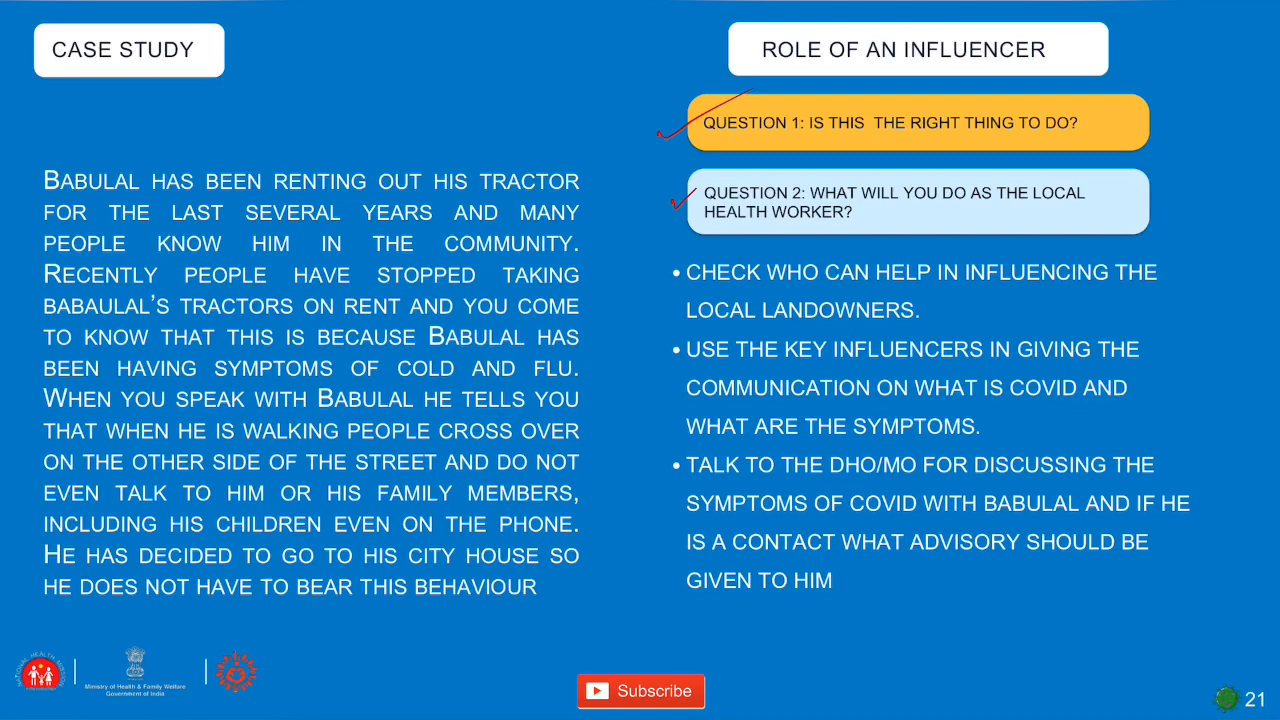 CASE STUDY
BABULAL HAS BEEN RENTING OUT HIS TRACTOR
FOR THE LAST SEVERAL YEARS AND MANY
PEOPLE KNOW HIM IN THE COMMUNITY.
RECENTLY PEOPLE HAVE STOPPED TAKING
BABAULAL'S TRACTORS ON RENT AND YOU COME
TO KNOW THAT THIS IS BECAUSE BABULAL HAS
BEEN HAVING SYMPTOMS OF COLD AND FLU.
WHEN YOU SPEAK WITH BABULAL HE TELLS YOU
THAT WHEN HE IS WALKING PEOPLE CROSS OVER
ON THE OTHER SIDE OF THE STREET AND DO NOT
EVEN TALK TO HIM OR HIS FAMILY MEMBERS,
INCLUDING HIS CHILDREN EVEN ON THE PHONE.
HE HAS DECIDED TO GO TO HIS CITY HOUSE SO
HE DOES NOT HAVE TO BEAR THIS BEHAVIOUR
ROLE OF AN INFLUENCER
QUESTION 1: IS THIS THE RIGHT THING TO DO?
QUESTION 2: WHAT WILL YOU DO AS THE LOCAL
HEALTH WORKER?
• CHECK WHO CAN HELP IN INFLUENCING THE
LOCAL LANDOWNERS.
• USE THE KEY INFLUENCERS IN GIVING THE
COMMUNICATION ON WHAT IS COVID AND
WHAT ARE THE SYMPTOMS.
• TALK TO THE DHO/MO FOR DISCUSSING THE
SYMPTOMS OF COVID WITH BABULAL AND IF HE
IS A CONTACT WHAT ADVISORY SHOULD BE
GIVEN TO HIM
NATIONAL HEALTH MISSION
Ministry of Health & Family Welfare
Government of India
Subscribe
21